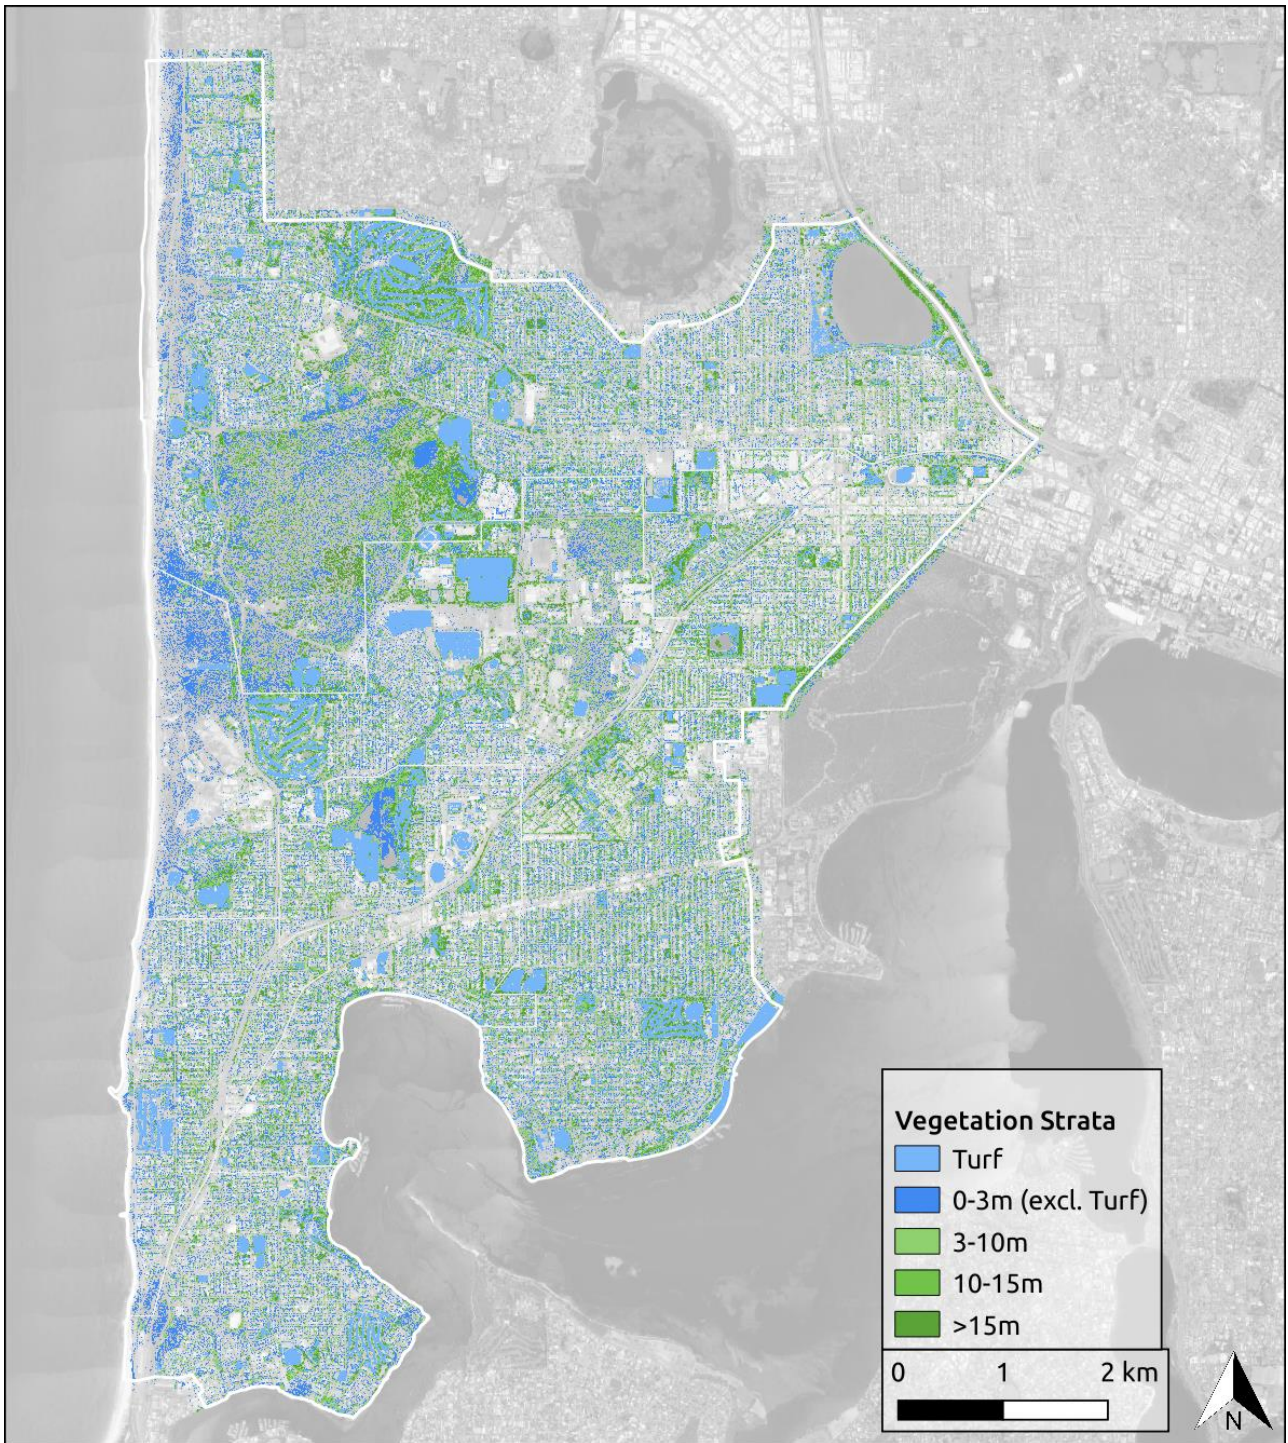 Vegetation Strata
Turf
0-3m (excl. Turf)
3-10m
10-15m
>15m
0 1 2 km
N